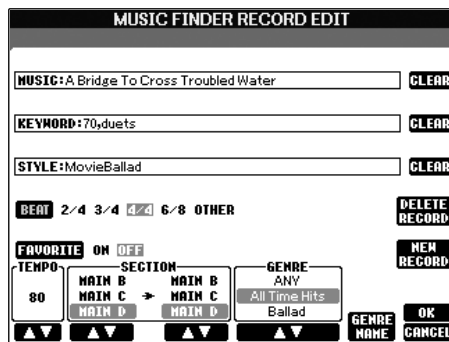 MUSIC FINDER RECORD EDIT
MUSIC:A Bridge To Cross Troubled Water CLEAR
KEYWORD:70,duets CLEAR
STYLE:MovieBallad CLEAR
BEAT 2/4 3/4 4/4 6/8 OTHER
DELETE RECORD
FAVORITE ON OFF
NEW RECORD
TEMPO SECTION GENRE
MAIN B MAIN B ANY
80 MAIN C → MAIN C All Time Hits
MAIN D MAIN D Ballad
GENRE NAME
OK
CANCEL